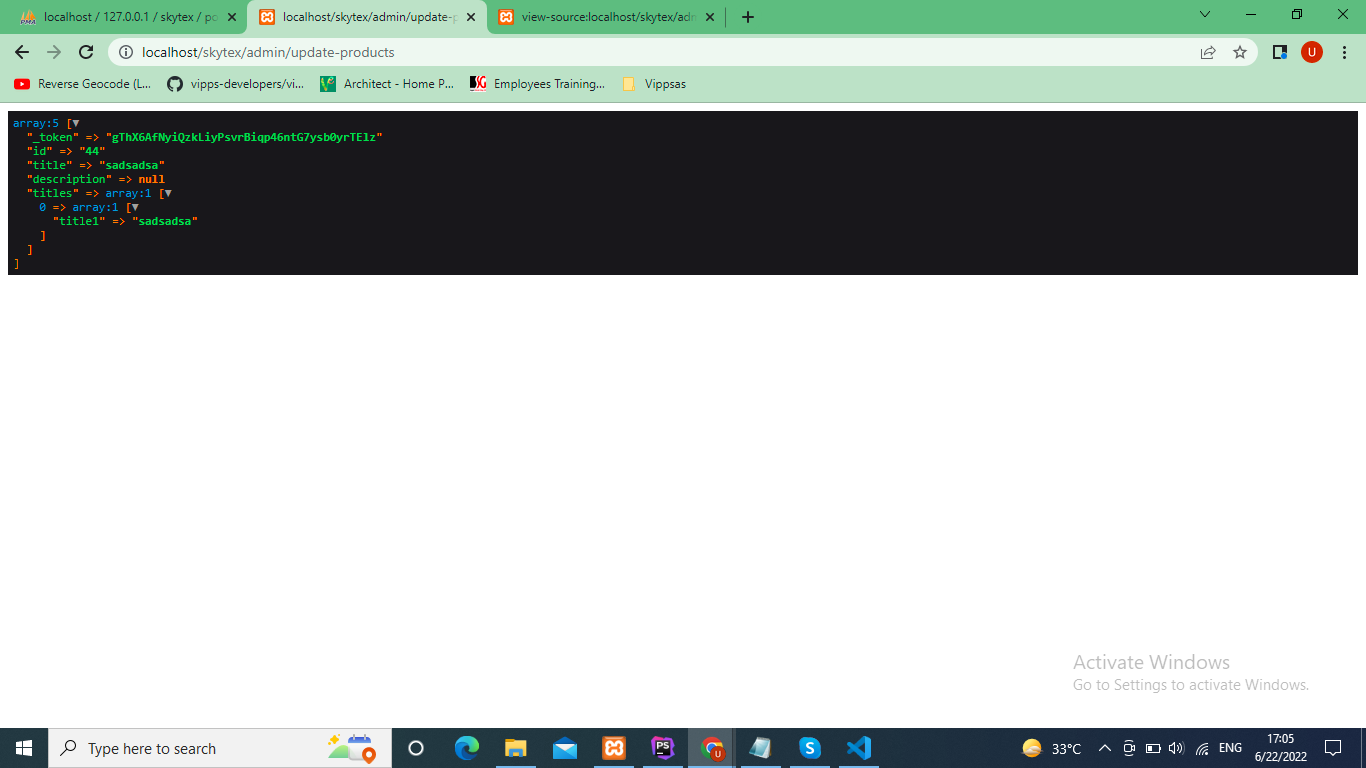 localhost / 127.0.0.1 / skytex / po
localhost/skytex/admin/update-p
view-source:localhost/skytex/adm
localhost/skytex/admin/update-products
U
Reverse Geocode (L...
vipps-developers/vi...
Architect - Home P...
Employees Training...
Vippsas
array:5 [▼
"_token" => "gThX6AfNyiQzkLiyPsvrBiqp46ntG7ysb0yrTElz"
"id" => "44"
"title" => "sadsadsa"
"description" => null
"titles" => array:1 [▼
0 => array:1 [▼
"title1" => "sadsadsa"
]
]
]
Activate Windows
Go to Settings to activate Windows.
Type here to search
33°C
ENG
17:05
6/22/2022